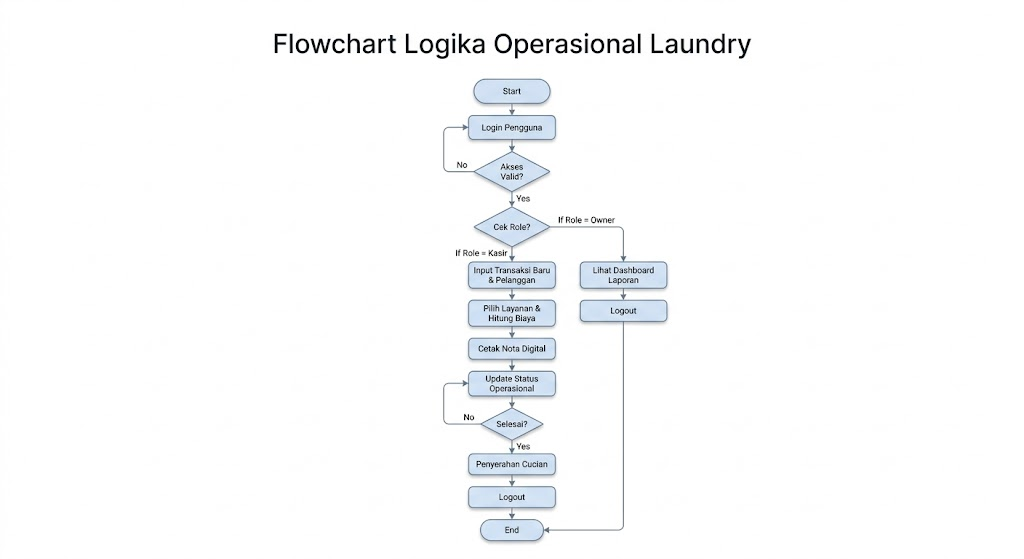 Flowchart Logika Operasional Laundry
Start
Login Pengguna
No
Akses
Valid?
Yes
Cek Role?
If Role = Owner
If Role = Kasir
Input Transaksi Baru
& Pelanggan
Lihat Dashboard
Laporan
Pilih Layanan &
Hitung Biaya
Logout
Cetak Nota Digital
Update Status
Operasional
No
Selesai?
Yes
Penyerahan Cucian
Logout
End